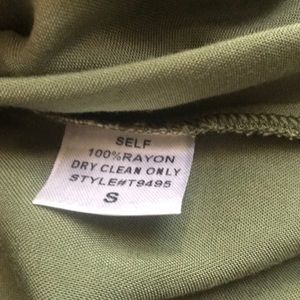 SELF
100%RAYON
DRY CLEAN ONLY
STYLE#T9495
S